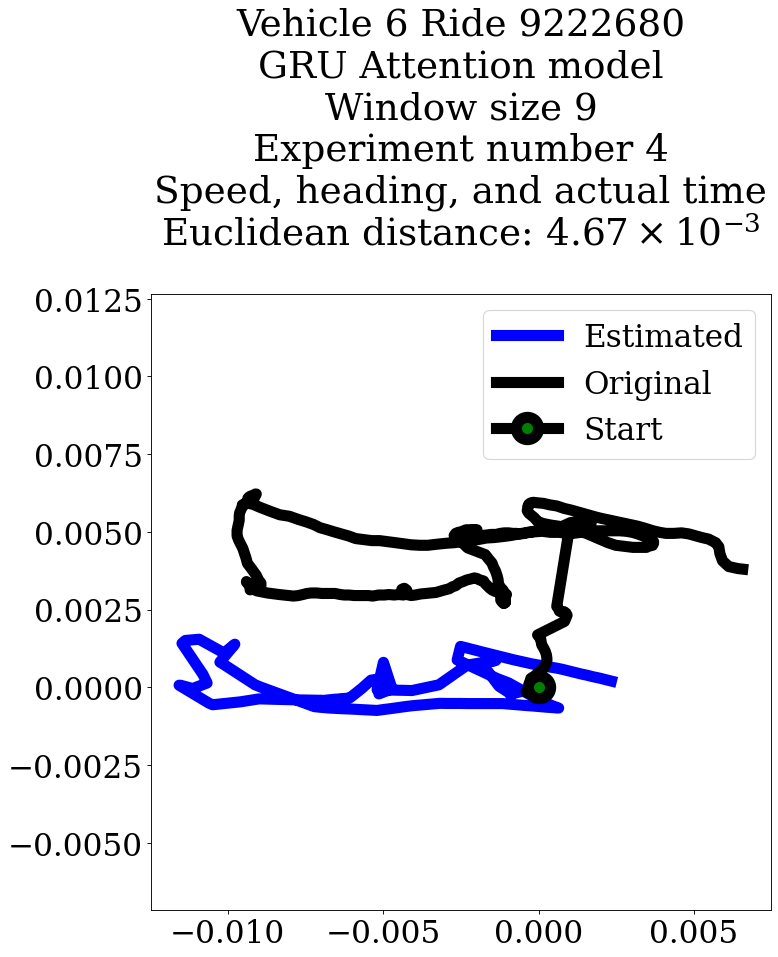 Vehicle 6 Ride 9222680
GRU Attention model
Window size 9
Experiment number 4
Speed, heading, and actual time
Euclidean distance: 4.67 × 10⁻³
0.0125
0.0100
0.0075
0.0050
0.0025
0.0000
−0.0025
−0.0050
Estimated
Original
Start
−0.010 −0.005 0.000 0.005